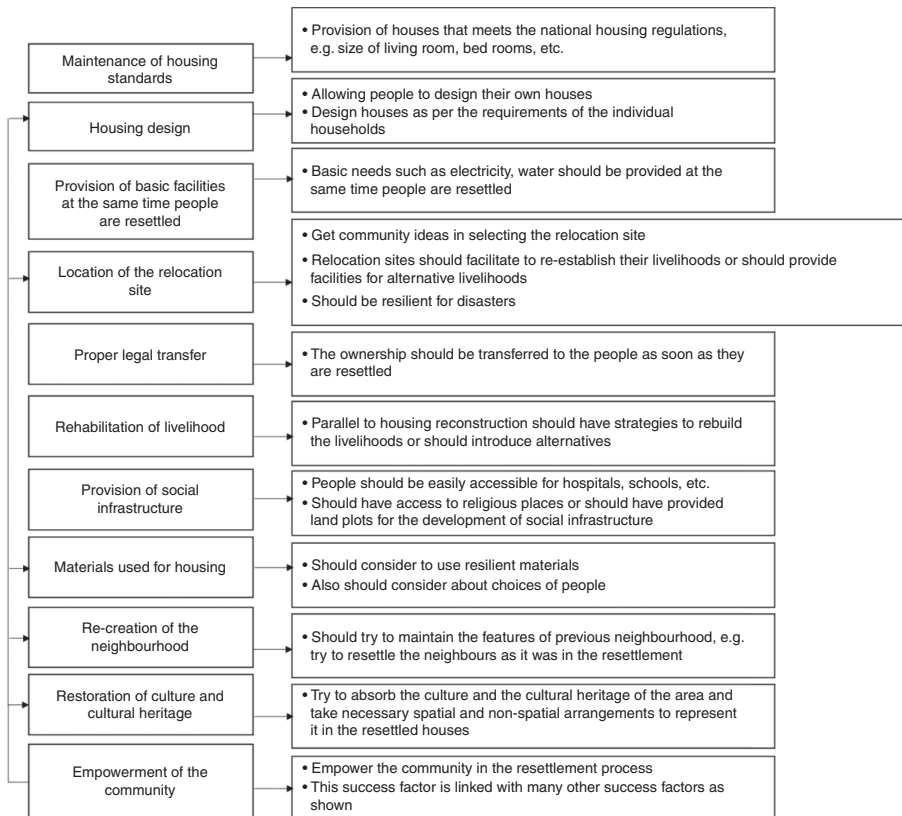 Maintenance of housing
standards
• Provision of houses that meets the national housing regulations,
e.g. size of living room, bed rooms, etc.
Housing design
• Allowing people to design their own houses
• Design houses as per the requirements of the individual
households
Provision of basic facilities
at the same time people
are resettled
• Basic needs such as electricity, water should be provided at the
same time people are resettled
Location of the relocation
site
• Get community ideas in selecting the relocation site
• Relocation sites should facilitate to re-establish their livelihoods or should provide
facilities for alternative livelihoods
• Should be resilient for disasters
Proper legal transfer
• The ownership should be transferred to the people as soon as they
are resettled
Rehabilitation of livelihood
• Parallel to housing reconstruction should have strategies to rebuild
the livelihoods or should introduce alternatives
Provision of social
infrastructure
• People should be easily accessible for hospitals, schools, etc.
• Should have access to religious places or should have provided
land plots for the development of social infrastructure
Materials used for housing
• Should consider to use resilient materials
• Also should consider about choices of people
Re-creation of the
neighbourhood
• Should try to maintain the features of previous neighbourhood, e.g.
try to resettle the neighbours as it was in the resettlement
Restoration of culture and
cultural heritage
• Try to absorb the culture and the cultural heritage of the area and
take necessary spatial and non-spatial arrangements to represent
it in the resettled houses
Empowerment of the
community
• Empower the community in the resettlement process
• This success factor is linked with many other success factors as
shown